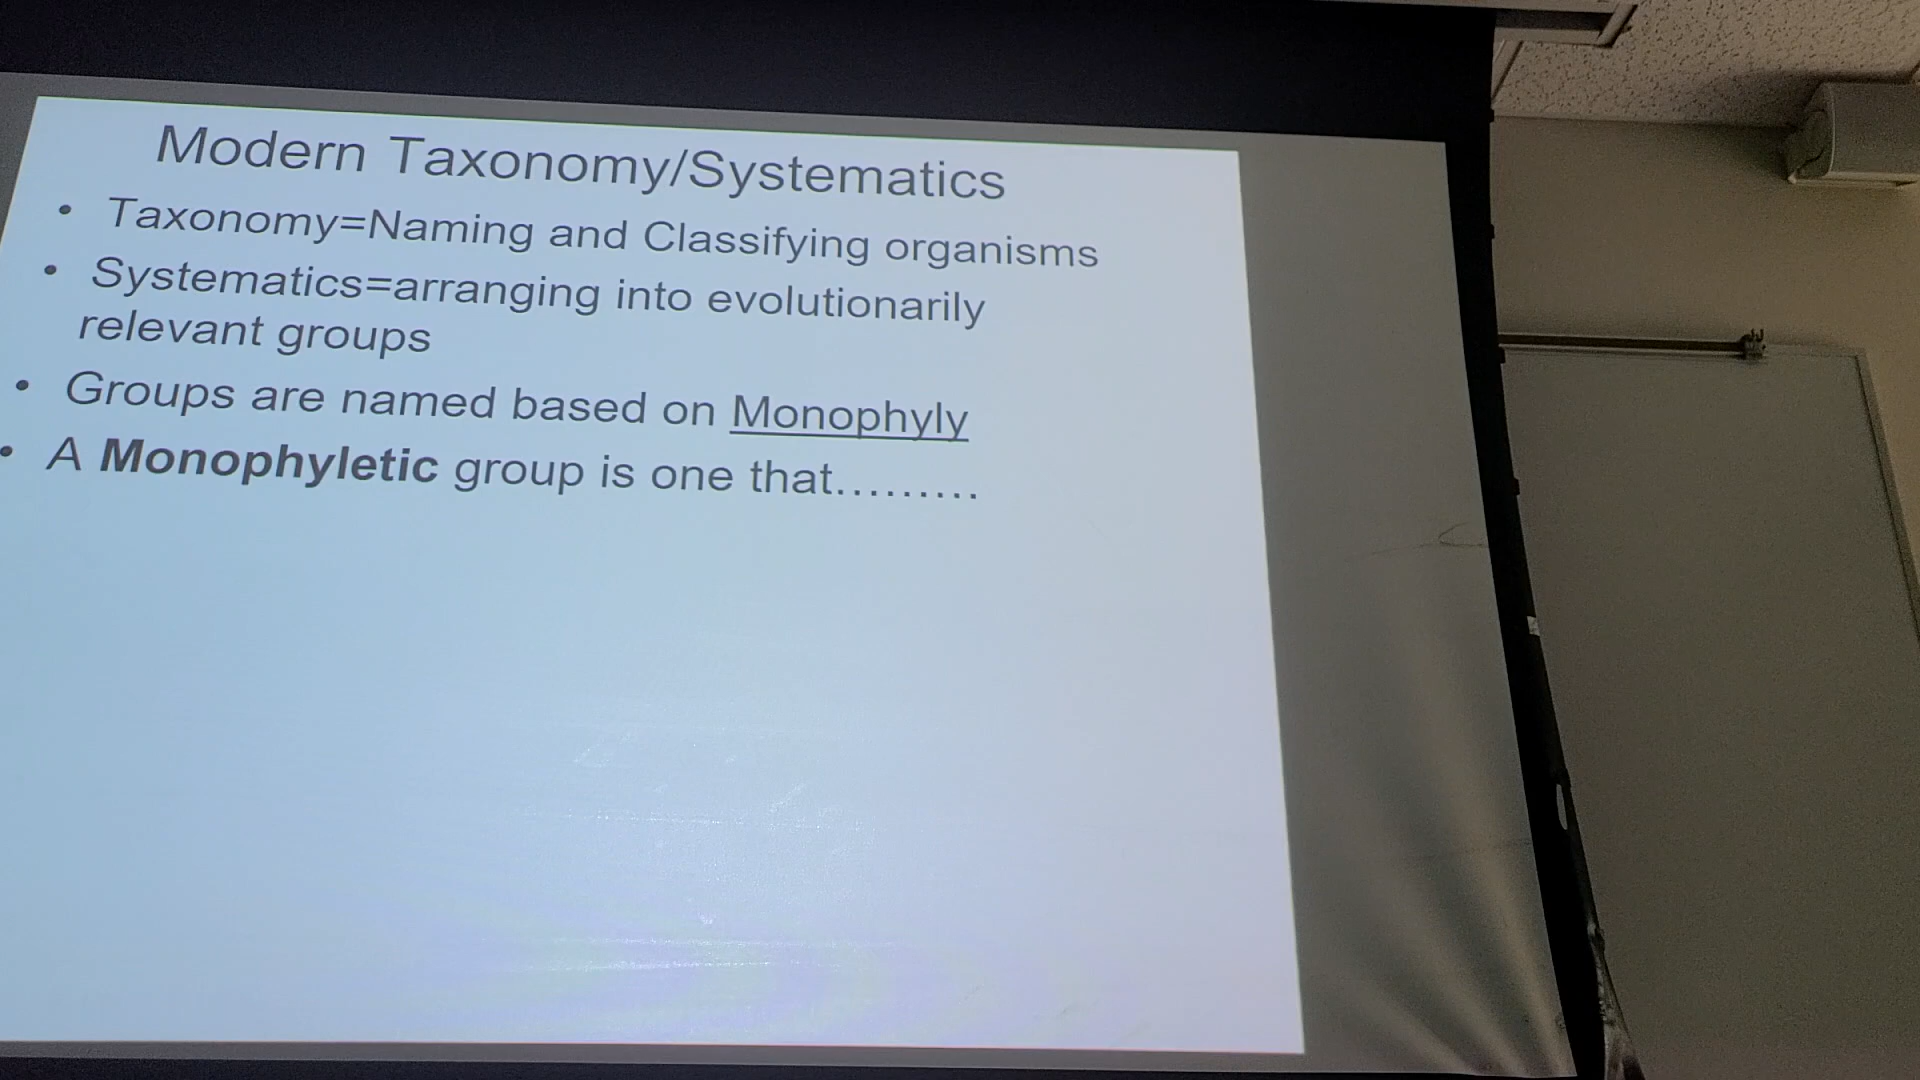 Modern Taxonomy/Systematics
• Taxonomy=Naming and Classifying organisms
• Systematics=arranging into evolutionarily
relevant groups
• Groups are named based on Monophyly
• A Monophyletic group is one that.........